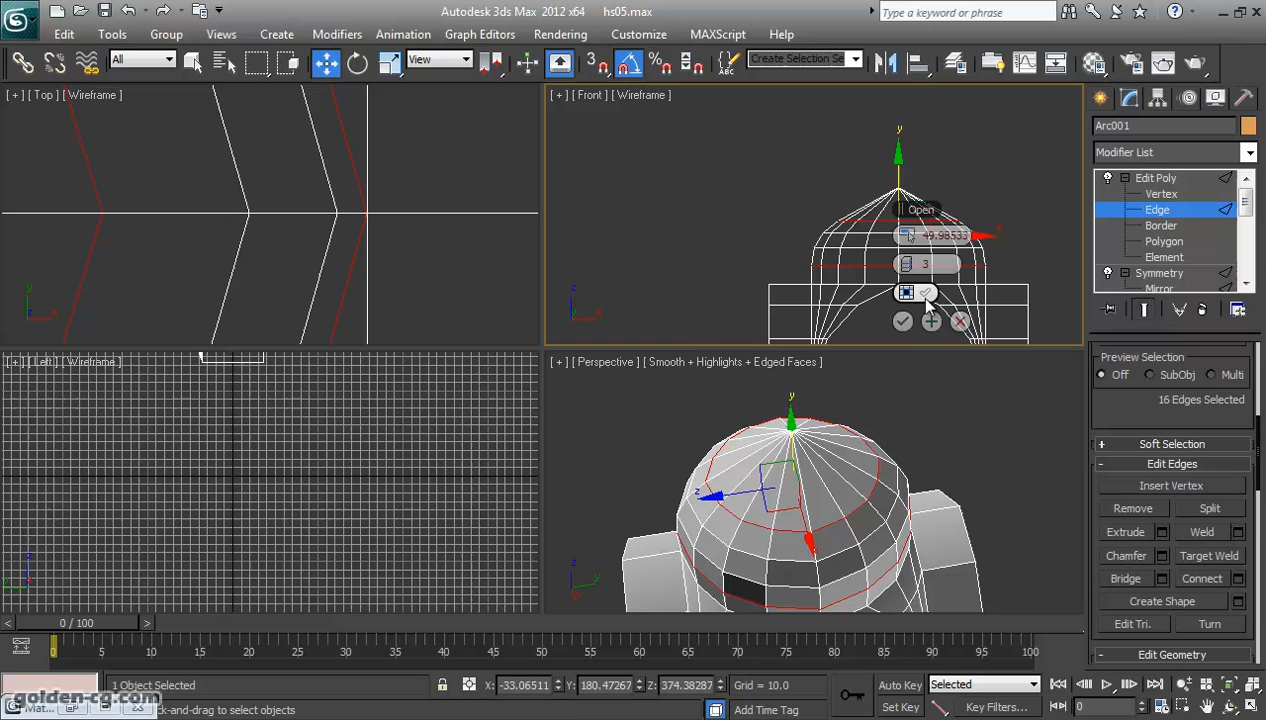 Autodesk 3ds Max 2012 x64 hs05.max
Type a keyword or phrase
Edit Tools Group Views Create Modifiers Animation Graph Editors Rendering Customize MAXScript Help
All
View
3
ABC
Create Selection Se
[ + ] [ Top ] [ Wireframe ]
[ + ] [ Front ] [ Wireframe ]
Arc001
Modifier List
Edit Poly
Vertex
Edge
Border
Polygon
Element
Symmetry
Mirror
y
Open
49.98533
3
z
x
y
x
z
x
[ + ] [ Left ] [ Wireframe ]
[ + ] [ Perspective ] [ Smooth + Highlights + Edged Faces ]
Preview Selection
Off SubObj Multi
16 Edges Selected
+ Soft Selection
- Edit Edges
Insert Vertex
Remove Split
Extrude Weld
Chamfer Target Weld
Bridge Connect
Create Shape
Edit Tri. Turn
- Edit Geometry
y
z
z
y
< 0 / 100 >
0 5 10 15 20 25 30 35 40 45 50 55 60 65 70 75 80 85 90 95 100
1 Object Selected
X: -33.06511 Y: 180.47267 Z: 374.38287 Grid = 10.0
Auto Key Selected
golden-cg.com
Mat...
ck-and-drag to select objects
Add Time Tag
Set Key Key Filters...
0